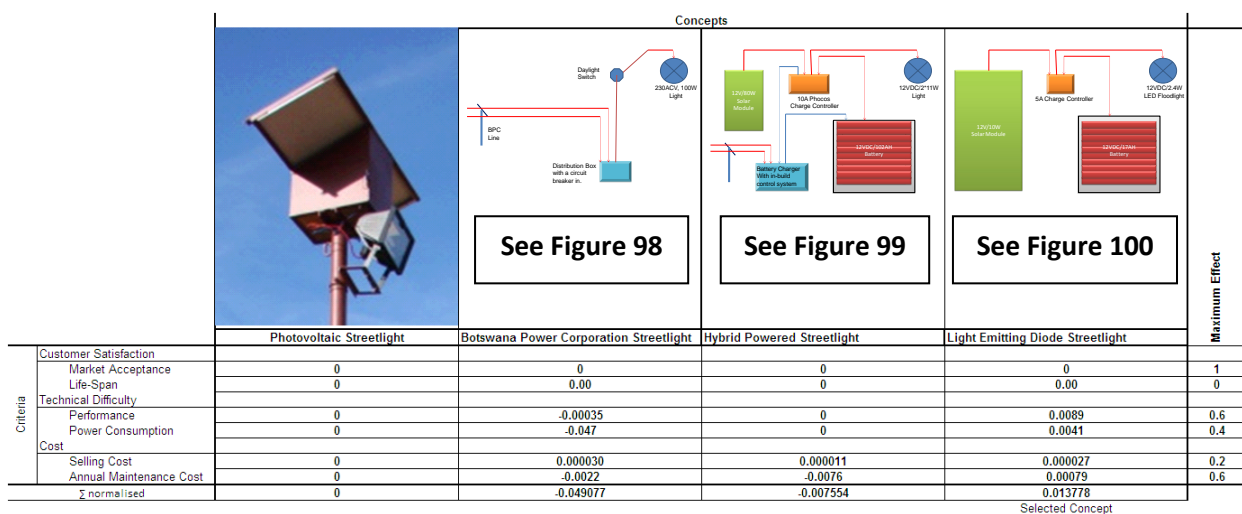 Concepts
Daylight
Switch
230ACV, 100W
Light
BPC
Line
Distribution Box
with a circuit
breaker in.
12V/80W
Solar
Module
10A Phocos
Charge Controller
12VDC/2*11W
Light
12VDC/102AH
Battery
Battery Charger
With in-build
control system
12V/10W
Solar Module
5A Charge Controller
12VDC/2.4W
LED Floodlight
12VDC/17AH
Battery
See Figure 98
See Figure 99
See Figure 100
Maximum Effect
Photovoltaic Streetlight Botswana Power Corporation Streetlight Hybrid Powered Streetlight Light Emitting Diode Streetlight
Criteria
Customer Satisfaction
Market Acceptance 0 0 0 0 1
Life-Span 0 0.00 0 0.00 0
Technical Difficulty
Performance 0 -0.00035 0 0.0089 0.6
Power Consumption 0 -0.047 0 0.0041 0.4
Cost
Selling Cost 0 0.000030 0.000011 0.000027 0.2
Annual Maintenance Cost 0 -0.0022 -0.0076 0.00079 0.6
∑ normalised 0 -0.049077 -0.007554 0.013778
Selected Concept